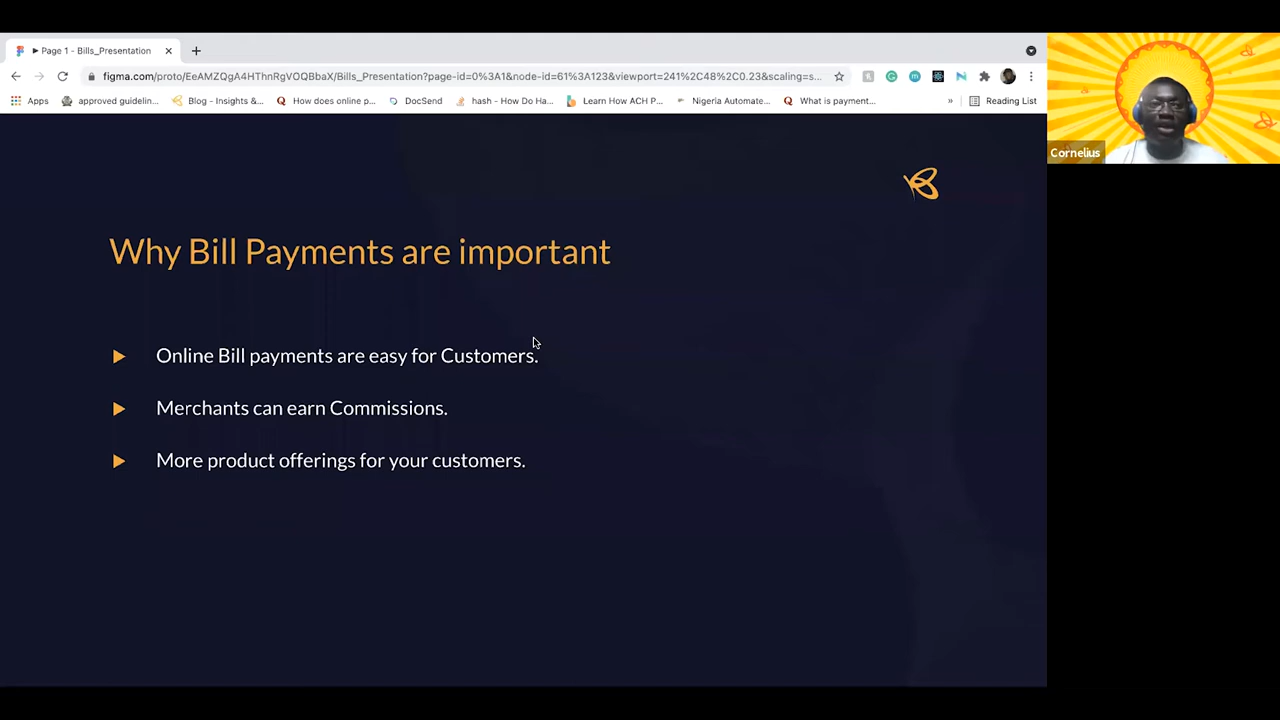 Page 1 - Bills_Presentation
figma.com/proto/EeAMZQgA4HThnRgVOQBbaX/Bills_Presentation?page-id=0%3A1&node-id=61%3A123&viewport=241%2C48%2C0.23&scaling=s...
Apps
approved guidelin...
Blog - Insights &...
How does online p...
DocSend
hash - How Do Ha...
Learn How ACH P...
Nigeria Automate...
What is payment...
»
Reading List
Cornelius
Why Bill Payments are important
Online Bill payments are easy for Customers.
Merchants can earn Commissions.
More product offerings for your customers.